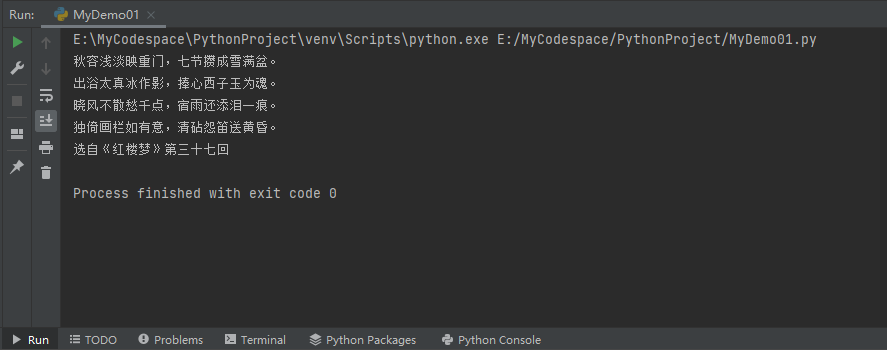 Run: MyDemo01
E:\MyCodespace\PythonProject\venv\Scripts\python.exe E:/MyCodespace/PythonProject/MyDemo01.py
秋容浅淡映重门，七节攒成雪满盆。
出浴太真冰作影，捧心西子玉为魂。
晓风不散愁千点，宿雨还添泪一痕。
独倚画栏如有意，清砧怨笛送黄昏。
选自《红楼梦》第三十七回
Process finished with exit code 0
Run TODO Problems Terminal Python Packages Python Console